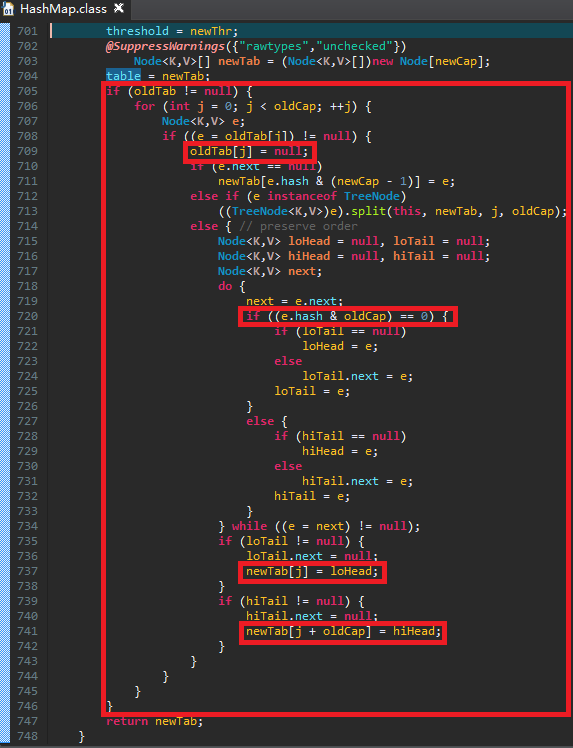 HashMap.class
701 threshold = newThr;
702 @SuppressWarnings({"rawtypes","unchecked"})
703 Node<K,V>[] newTab = (Node<K,V>[])new Node[newCap];
704 table = newTab;
705 if (oldTab != null) {
706 for (int j = 0; j < oldCap; ++j) {
707 Node<K,V> e;
708 if ((e = oldTab[j]) != null) {
709 oldTab[j] = null;
710 if (e.next == null)
711 newTab[e.hash & (newCap - 1)] = e;
712 else if (e instanceof TreeNode)
713 ((TreeNode<K,V>)e).split(this, newTab, j, oldCap);
714 else { // preserve order
715 Node<K,V> loHead = null, loTail = null;
716 Node<K,V> hiHead = null, hiTail = null;
717 Node<K,V> next;
718 do {
719 next = e.next;
720 if ((e.hash & oldCap) == 0) {
721 if (loTail == null)
722 loHead = e;
723 else
724 loTail.next = e;
725 loTail = e;
726 }
727 else {
728 if (hiTail == null)
729 hiHead = e;
730 else
731 hiTail.next = e;
732 hiTail = e;
733 }
734 } while ((e = next) != null);
735 if (loTail != null) {
736 loTail.next = null;
737 newTab[j] = loHead;
738 }
739 if (hiTail != null) {
740 hiTail.next = null;
741 newTab[j + oldCap] = hiHead;
742 }
743 }
744 }
745 }
746 }
747 return newTab;
748 }